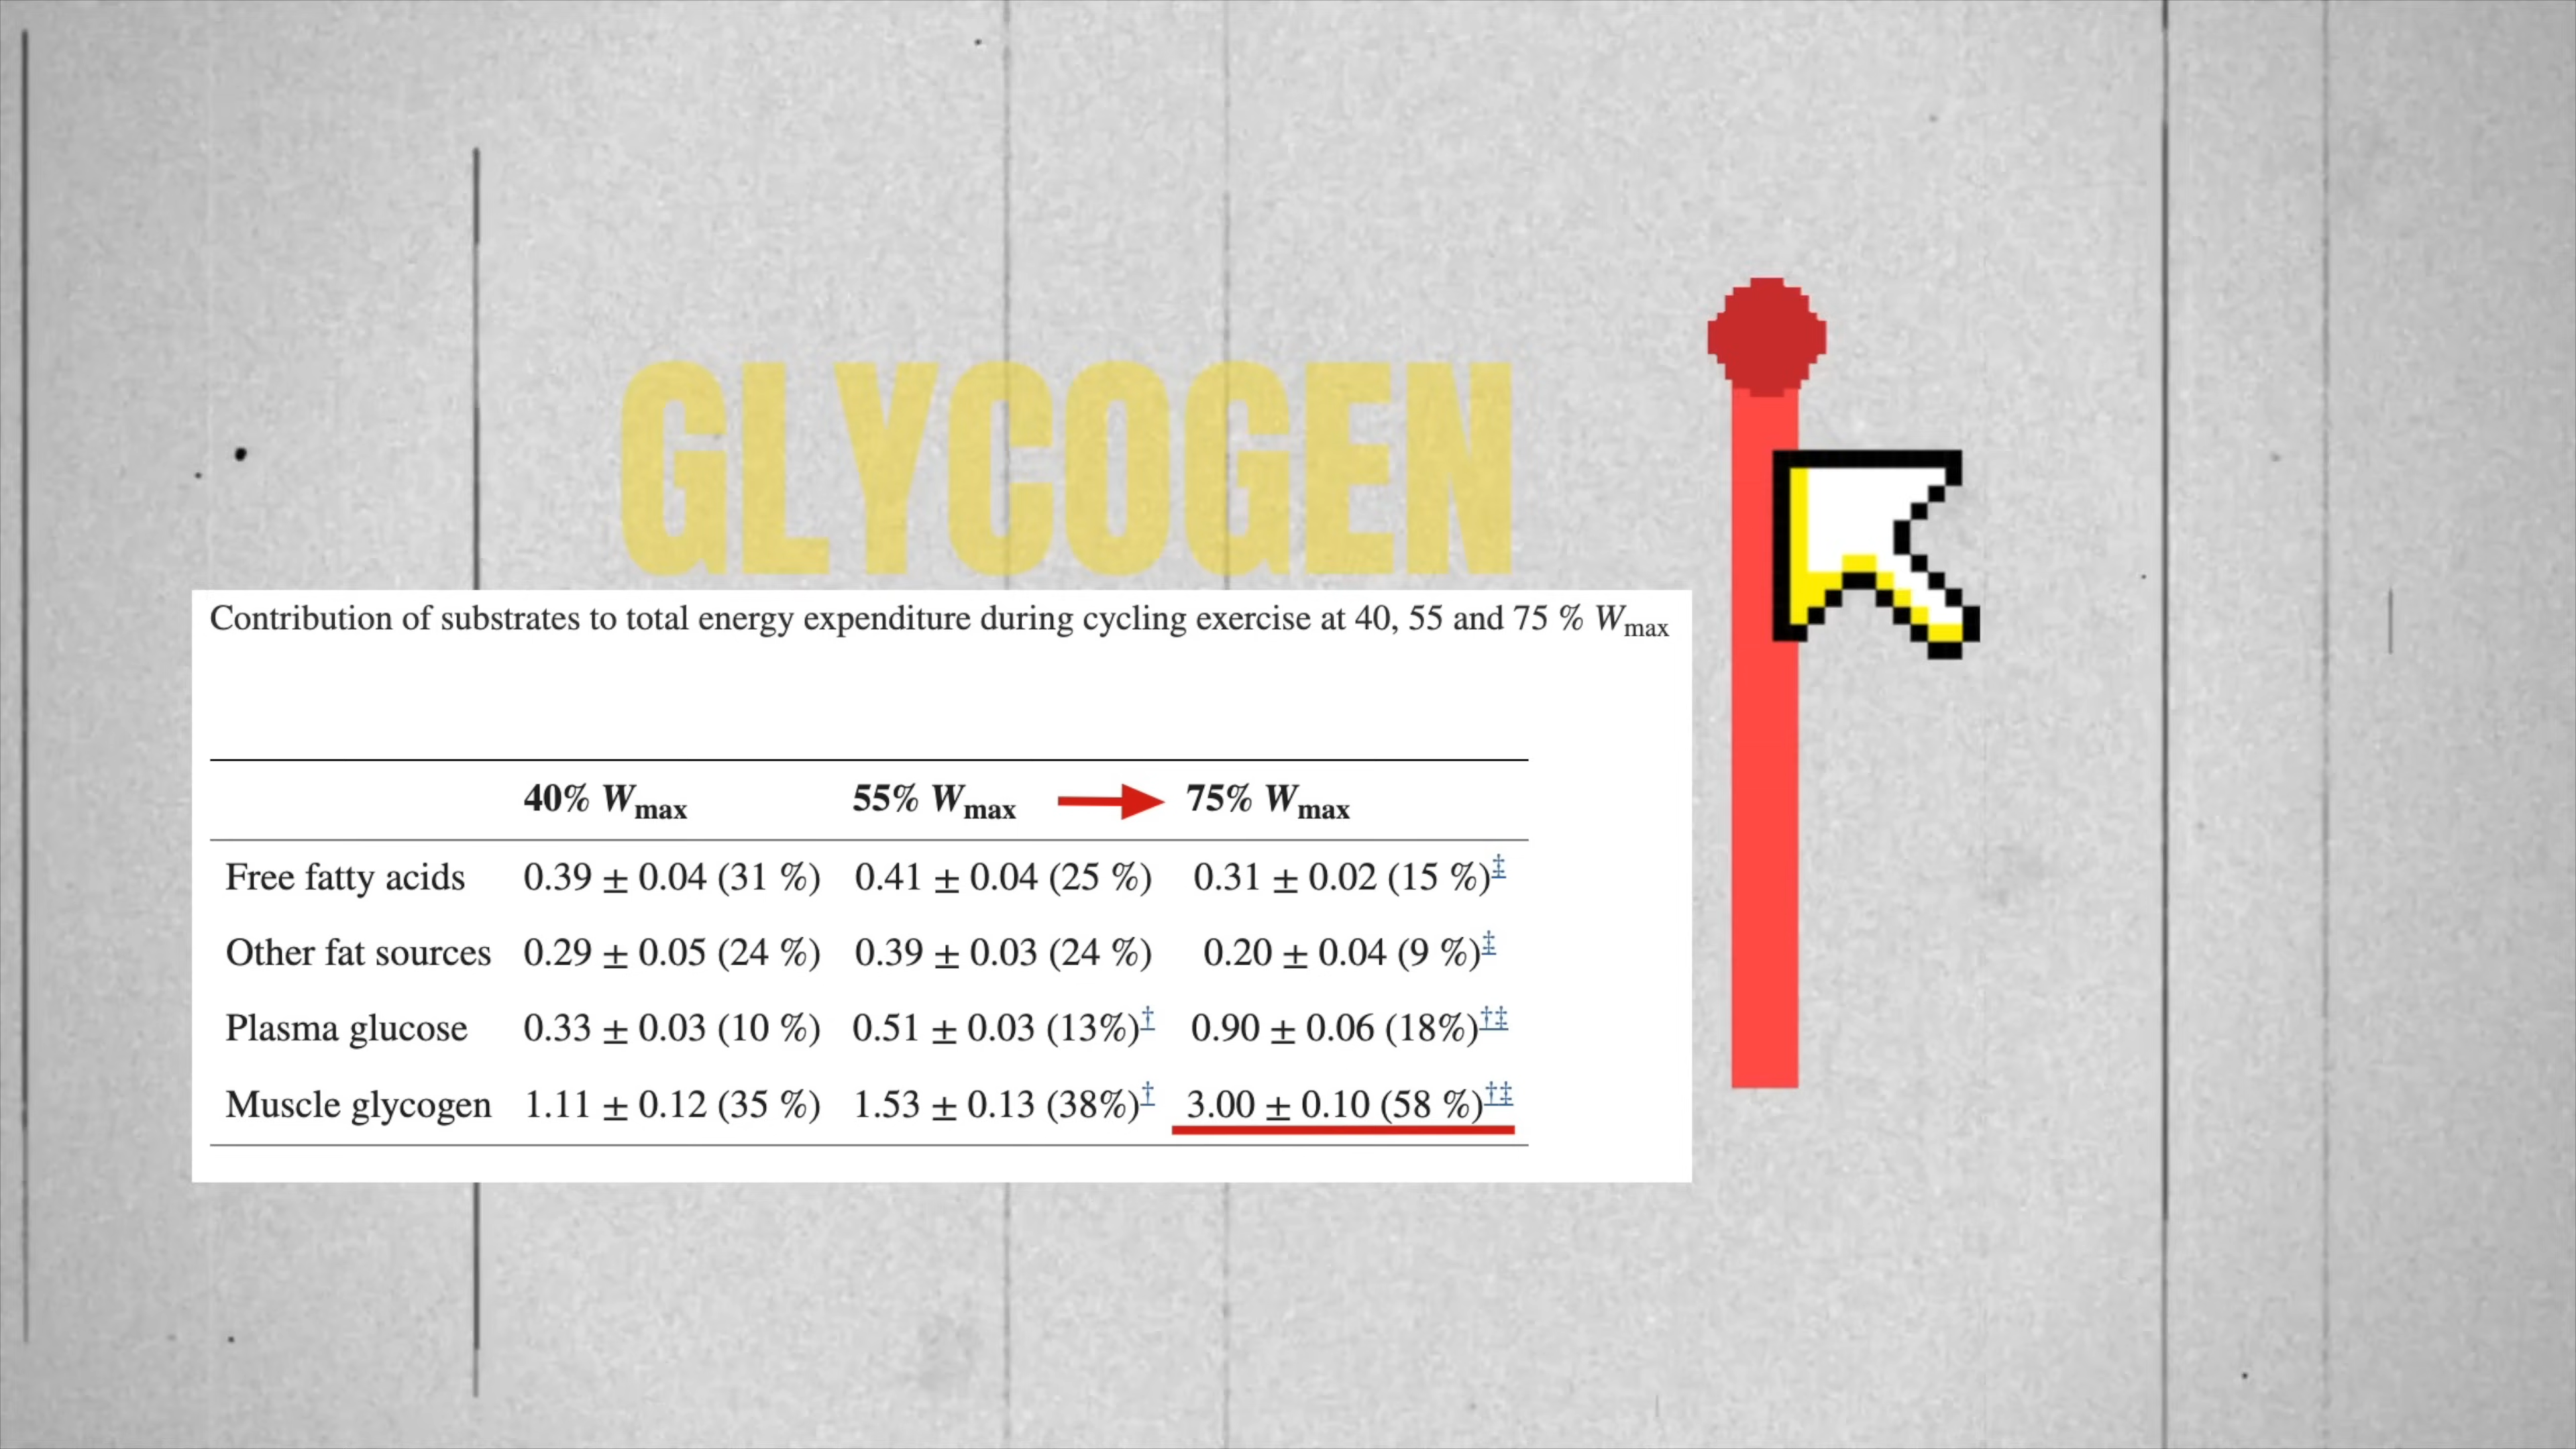 GLYCOGEN
Contribution of substrates to total energy expenditure during cycling exercise at 40, 55 and 75 % Wmax
40% Wmax 55% Wmax 75% Wmax
Free fatty acids 0.39 ± 0.04 (31 %) 0.41 ± 0.04 (25 %) 0.31 ± 0.02 (15 %)‡
Other fat sources 0.29 ± 0.05 (24 %) 0.39 ± 0.03 (24 %) 0.20 ± 0.04 (9 %)‡
Plasma glucose 0.33 ± 0.03 (10 %) 0.51 ± 0.03 (13%)† 0.90 ± 0.06 (18%)†‡
Muscle glycogen 1.11 ± 0.12 (35 %) 1.53 ± 0.13 (38%)† 3.00 ± 0.10 (58 %)†‡